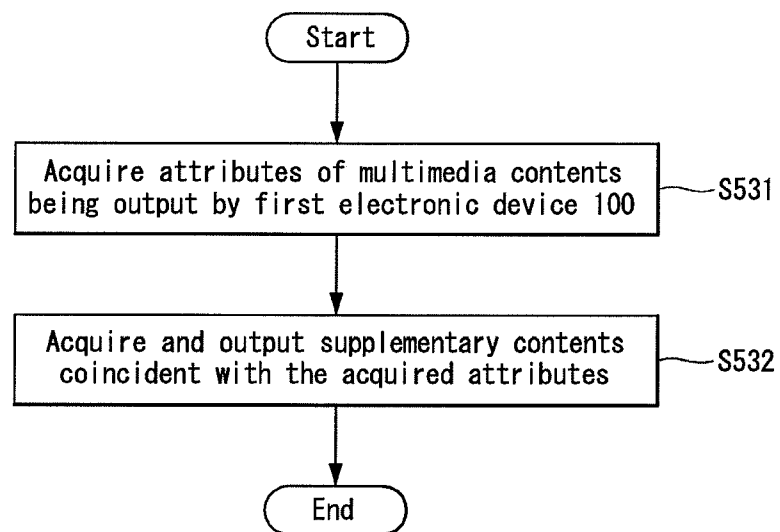 Start
Acquire attributes of multimedia contents
being output by first electronic device 100
S531
Acquire and output supplementary contents
coincident with the acquired attributes
S532
End